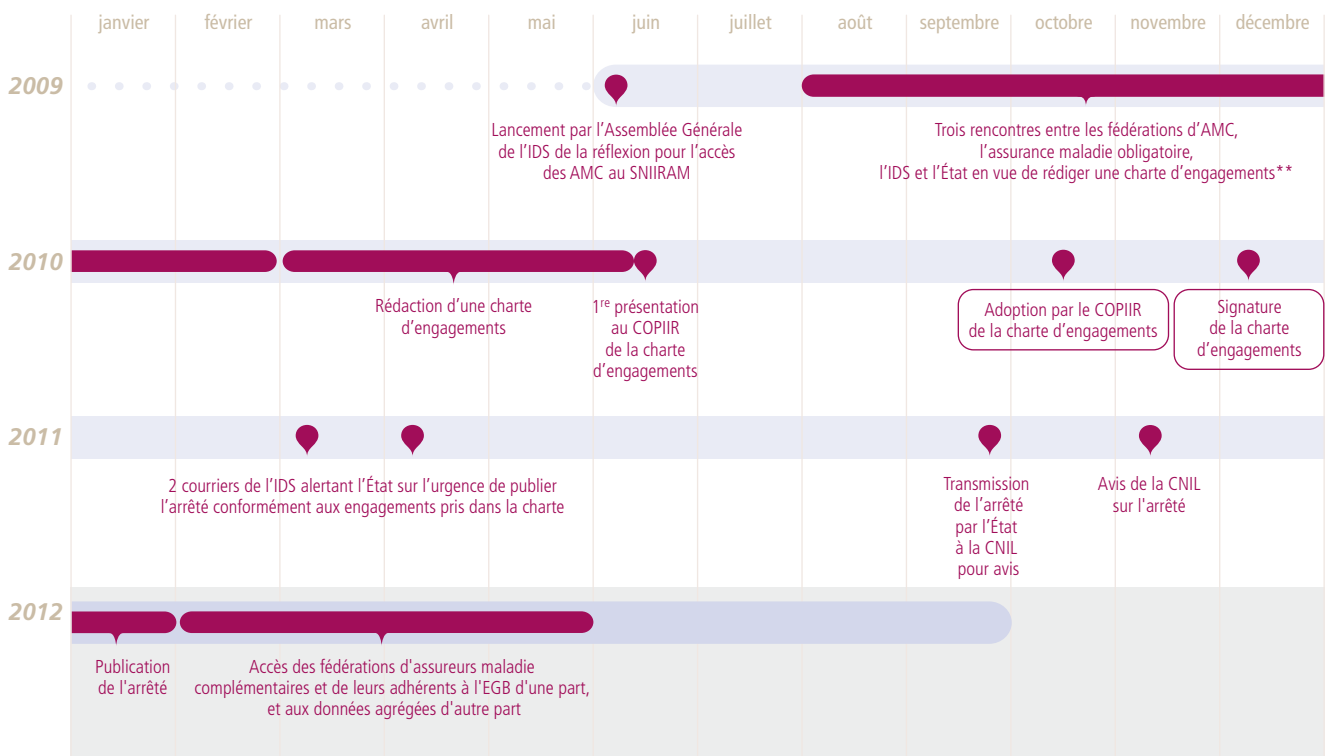 janvier février mars avril mai juin juillet août septembre octobre novembre décembre
2009
Lancement par l'Assemblée Générale
de l'IDS de la réflexion pour l'accès
des AMC au SNIIRAM
Trois rencontres entre les fédérations d'AMC,
l'assurance maladie obligatoire,
l'IDS et l'État en vue de rédiger une charte d'engagements**
2010
Rédaction d'une charte
d'engagements
1re présentation
au COPIIR
de la charte
d'engagements
Adoption par le COPIIR
de la charte d'engagements
Signature
de la charte
d'engagements
2011
2 courriers de l'IDS alertant l'État sur l'urgence de publier
l'arrêté conformément aux engagements pris dans la charte
Transmission
de l'arrêté
par l'État
à la CNIL
pour avis
Avis de la CNIL
sur l'arrêté
2012
Publication
de l'arrêté
Accès des fédérations d'assureurs maladie
complémentaires et de leurs adhérents à l'EGB d'une part,
et aux données agrégées d'autre part